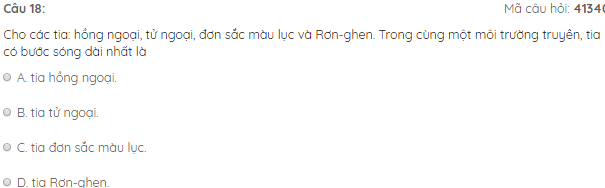 Câu 18: Mã câu hỏi: 41340
Cho các tia: hồng ngoại, tử ngoại, đơn sắc màu lục và Rơn-ghen. Trong cùng một môi trường truyền, tia
có bước sóng dài nhất là
A. tia hồng ngoại.
B. tia tử ngoại.
C. tia đơn sắc màu lục.
D. tia Rơn-ghen.